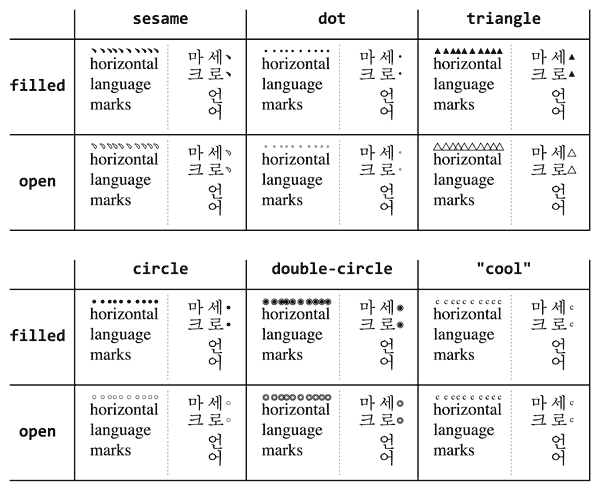 sesame
dot
triangle
filled
horizontal
language
marks
세로 언어
마크
horizontal
language
marks
세로 언어
마크
horizontal
language
marks
세로 언어
마크
open
horizontal
language
marks
세로 언어
마크
horizontal
language
marks
세로 언어
마크
horizontal
language
marks
세로 언어
마크
circle
double-circle
"cool"
filled
horizontal
language
marks
세로 언어
마크
horizontal
language
marks
세로 언어
마크
horizontal
language
marks
세로 언어
마크
open
horizontal
language
marks
세로 언어
마크
horizontal
language
marks
세로 언어
마크
horizontal
language
marks
세로 언어
마크